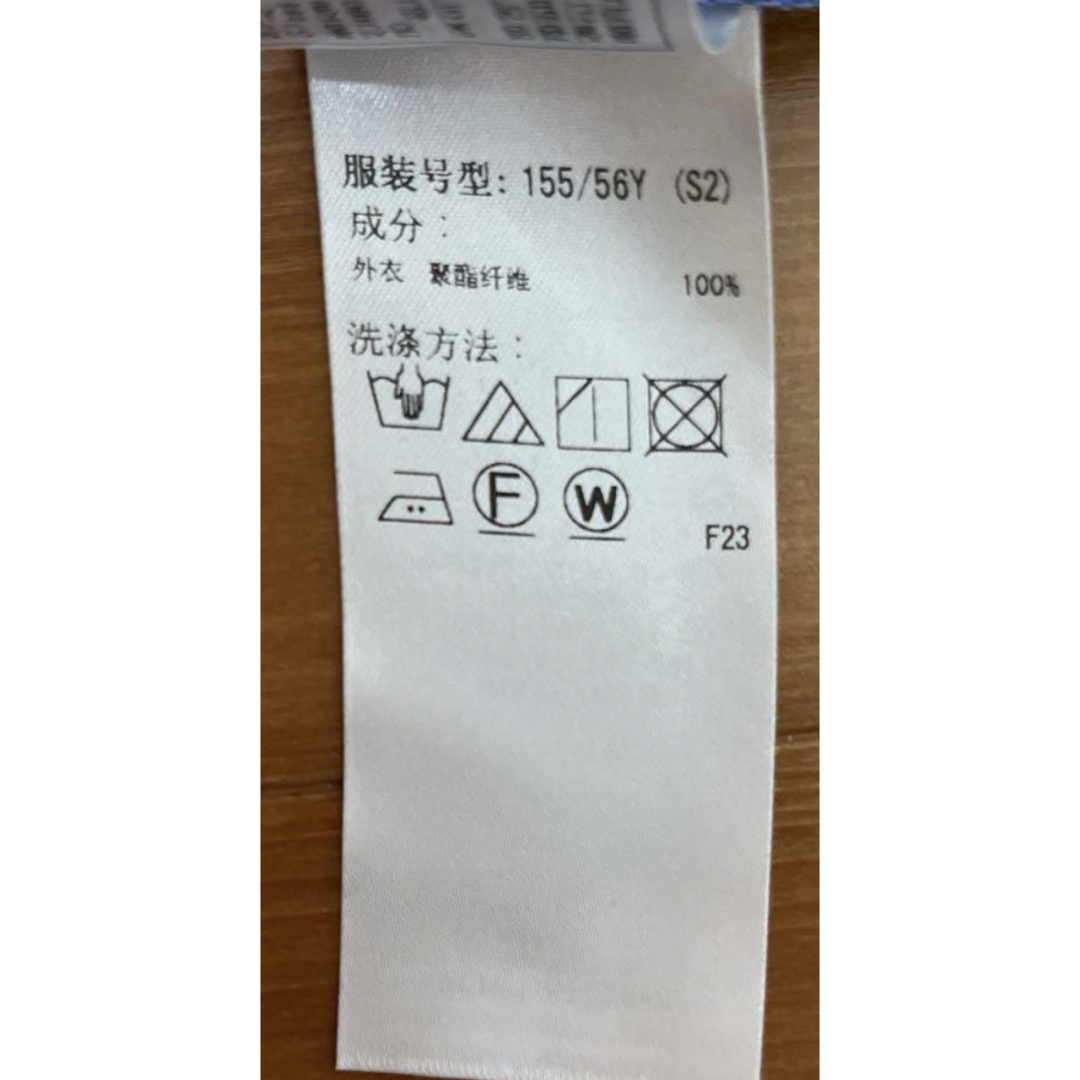 服装号型: 155/56Y (S2)
成分:
外衣 聚酯纤维 100%
洗涤方法:
F W F23